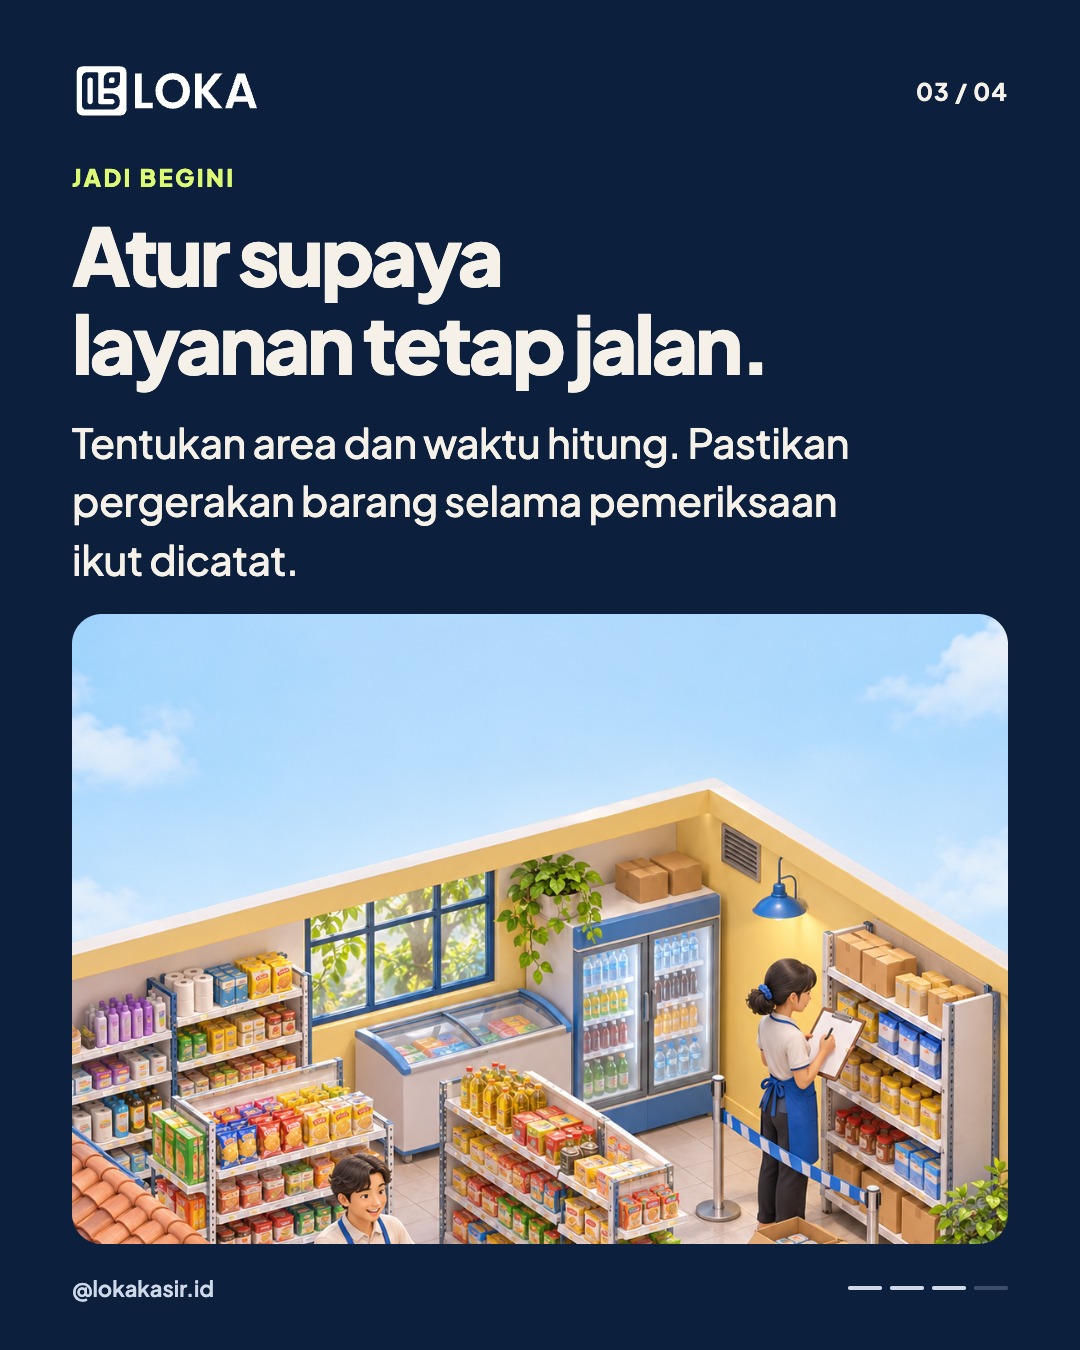 LOKA
03 / 04
JADI BEGINI
Atur supaya
layanan tetap jalan.
Tentukan area dan waktu hitung. Pastikan
pergerakan barang selama pemeriksaan
ikut dicatat.
@lokakasir.id